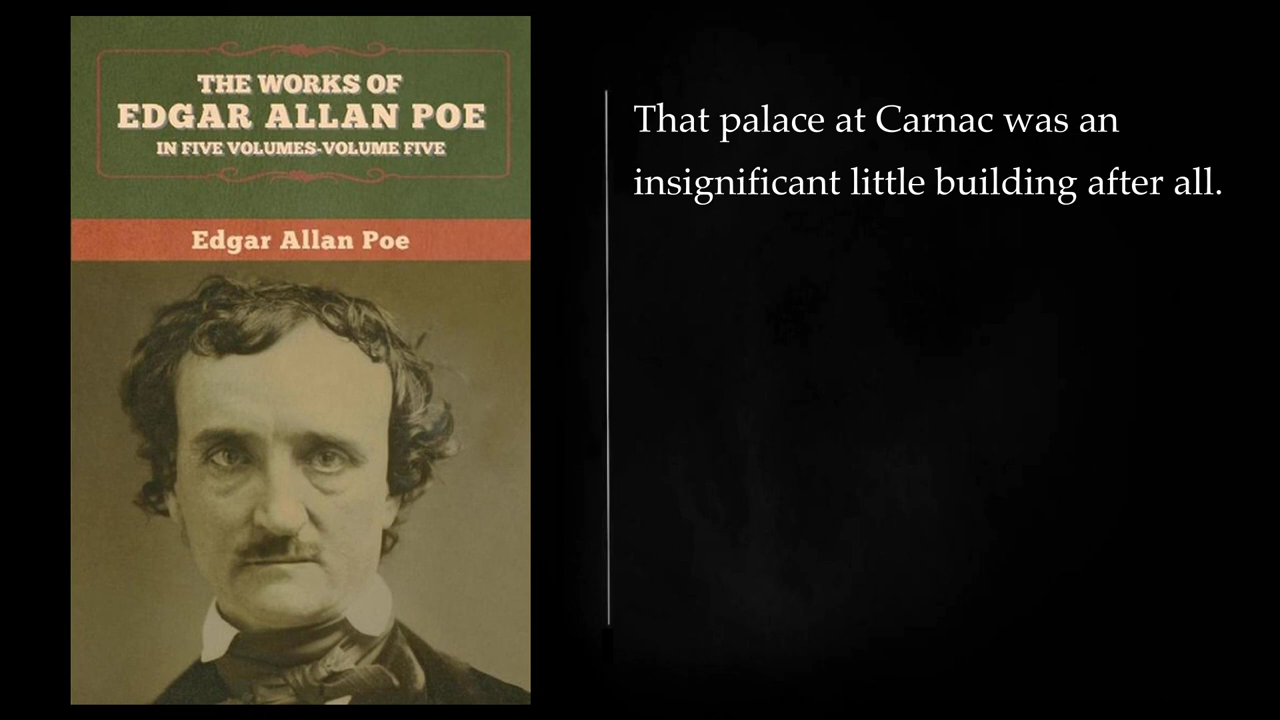 THE WORKS OF
EDGAR ALLAN POE
IN FIVE VOLUMES-VOLUME FIVE
Edgar Allan Poe
That palace at Carnac was an
insignificant little building after all.